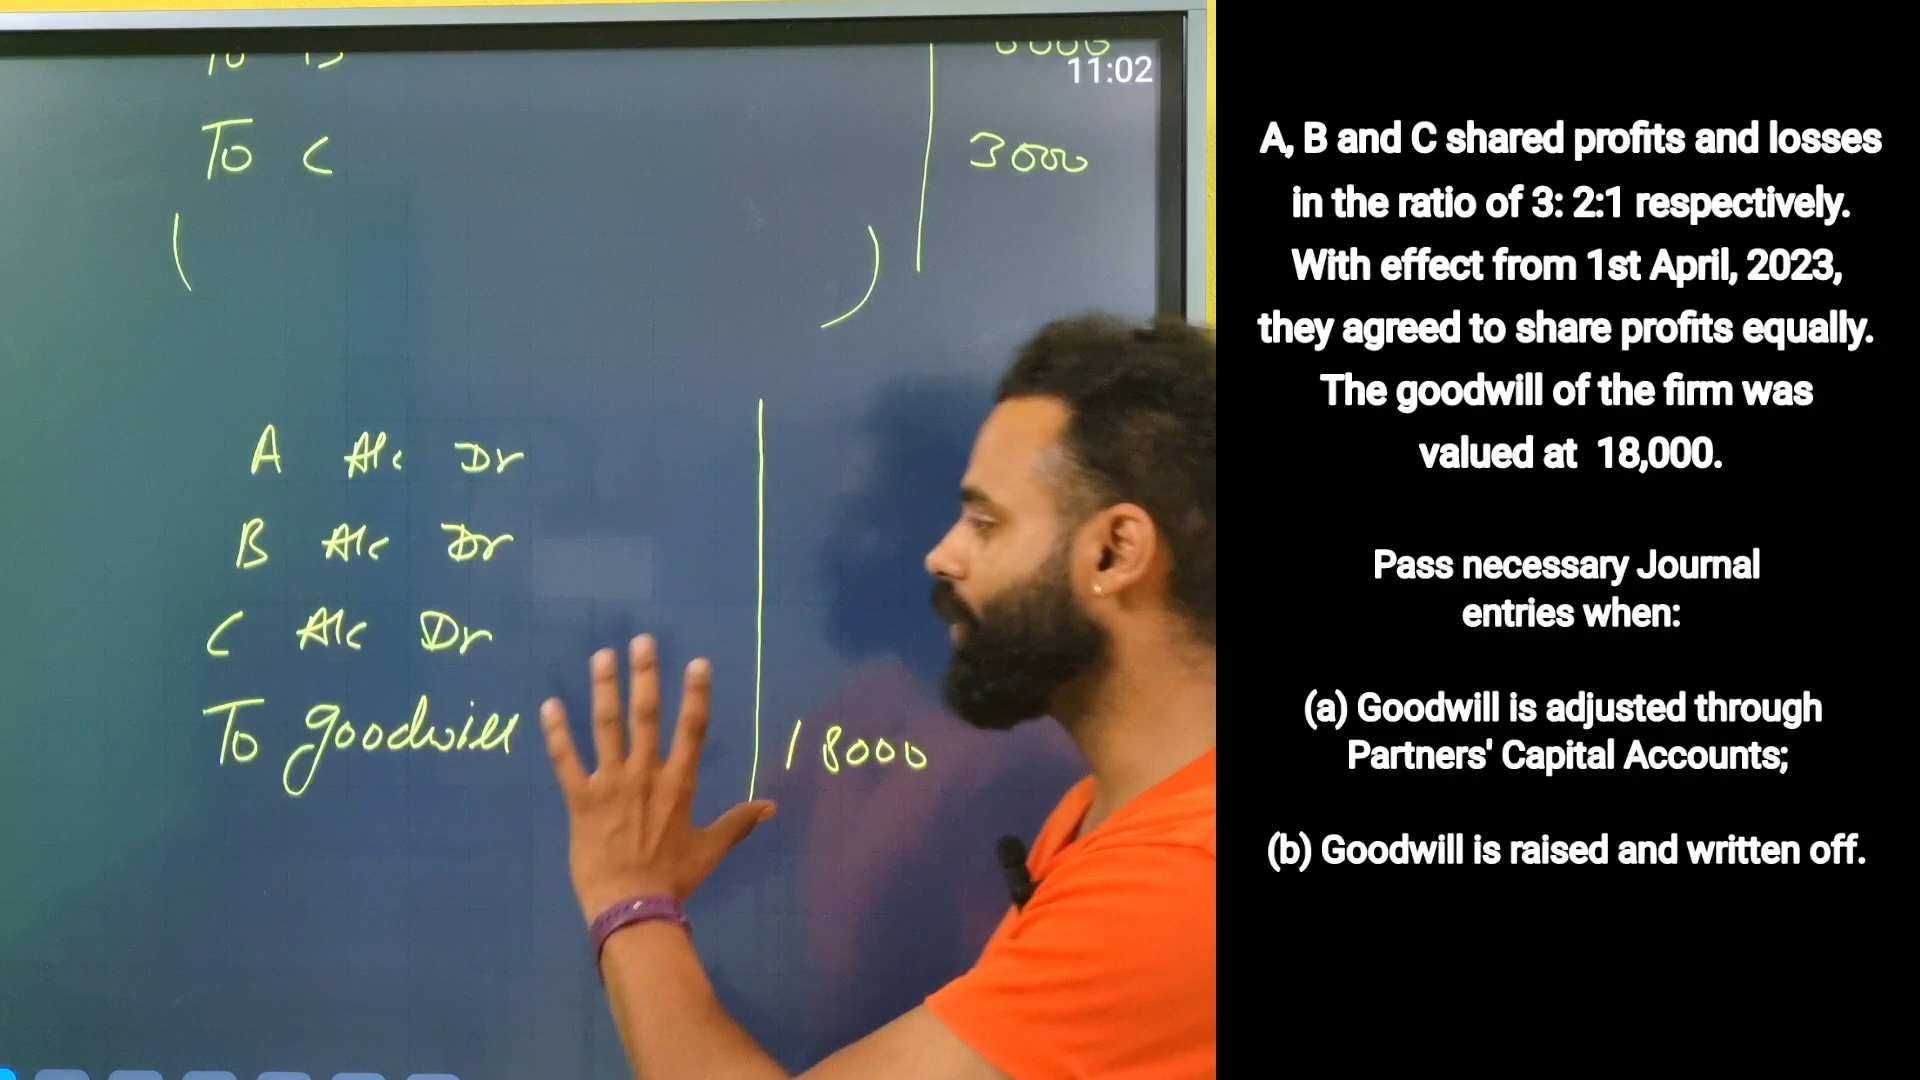 11:02
To C 3000
( )
A A/c Dr
B A/c Dr
C A/c Dr
To goodwill 18000
A, B and C shared profits and losses
in the ratio of 3: 2:1 respectively.
With effect from 1st April, 2023,
they agreed to share profits equally.
The goodwill of the firm was
valued at 18,000.
Pass necessary Journal
entries when:
(a) Goodwill is adjusted through
Partners' Capital Accounts;
(b) Goodwill is raised and written off.